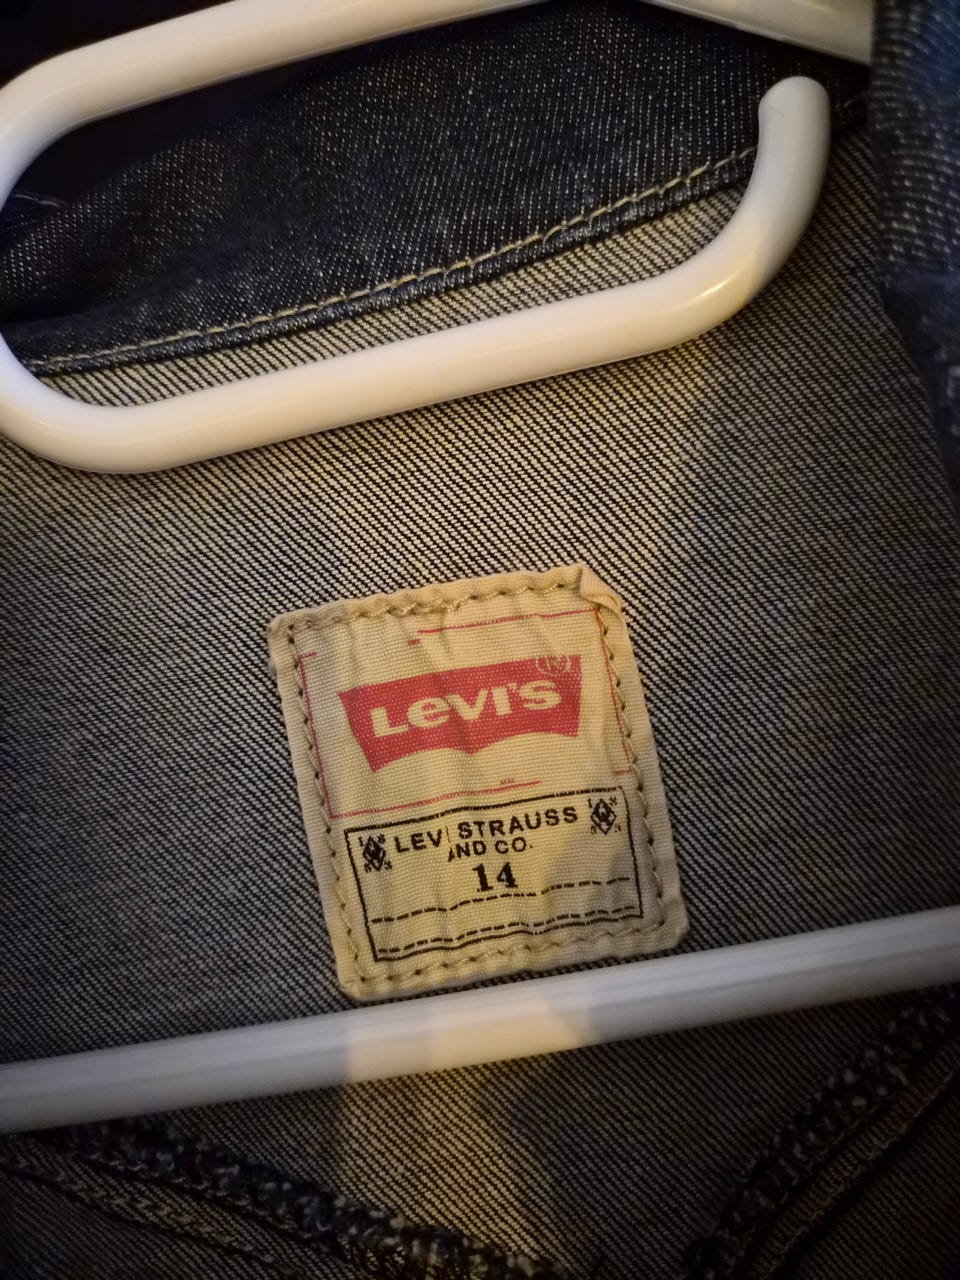 Levi's®
LEVI STRAUSS
AND CO.
14